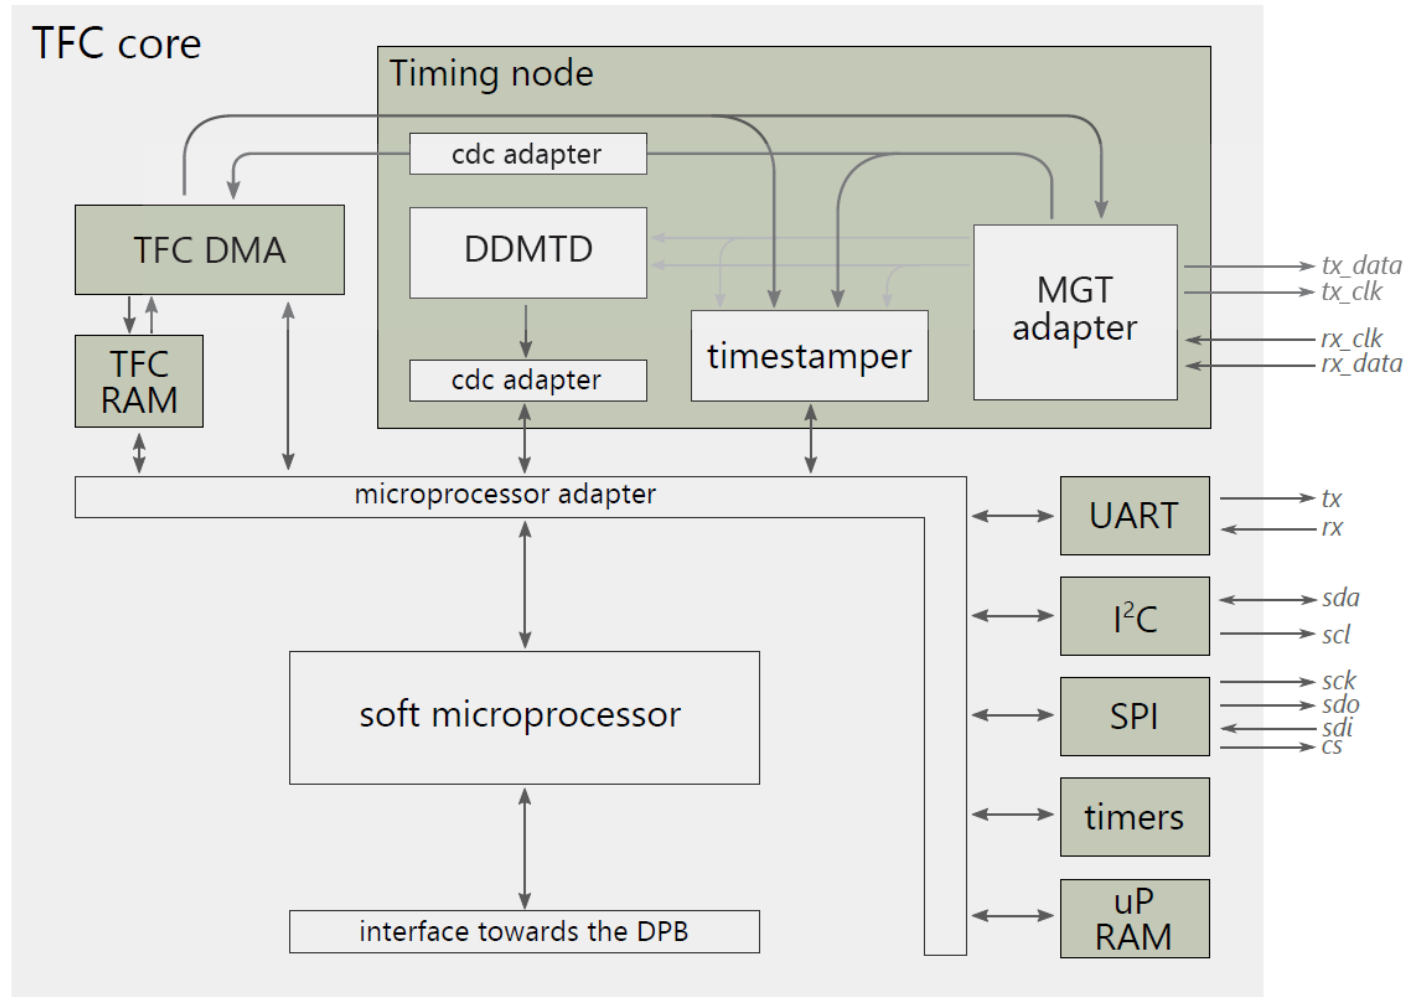 TFC core
Timing node
cdc adapter
TFC DMA
DDMTD
MGT
adapter
tx_data
tx_clk
rx_clk
rx_data
TFC
RAM
timestamper
cdc adapter
microprocessor adapter
UART
tx
rx
I²C
sda
scl
soft microprocessor
SPI
sck
sdo
sdi
cs
timers
uP
RAM
interface towards the DPB